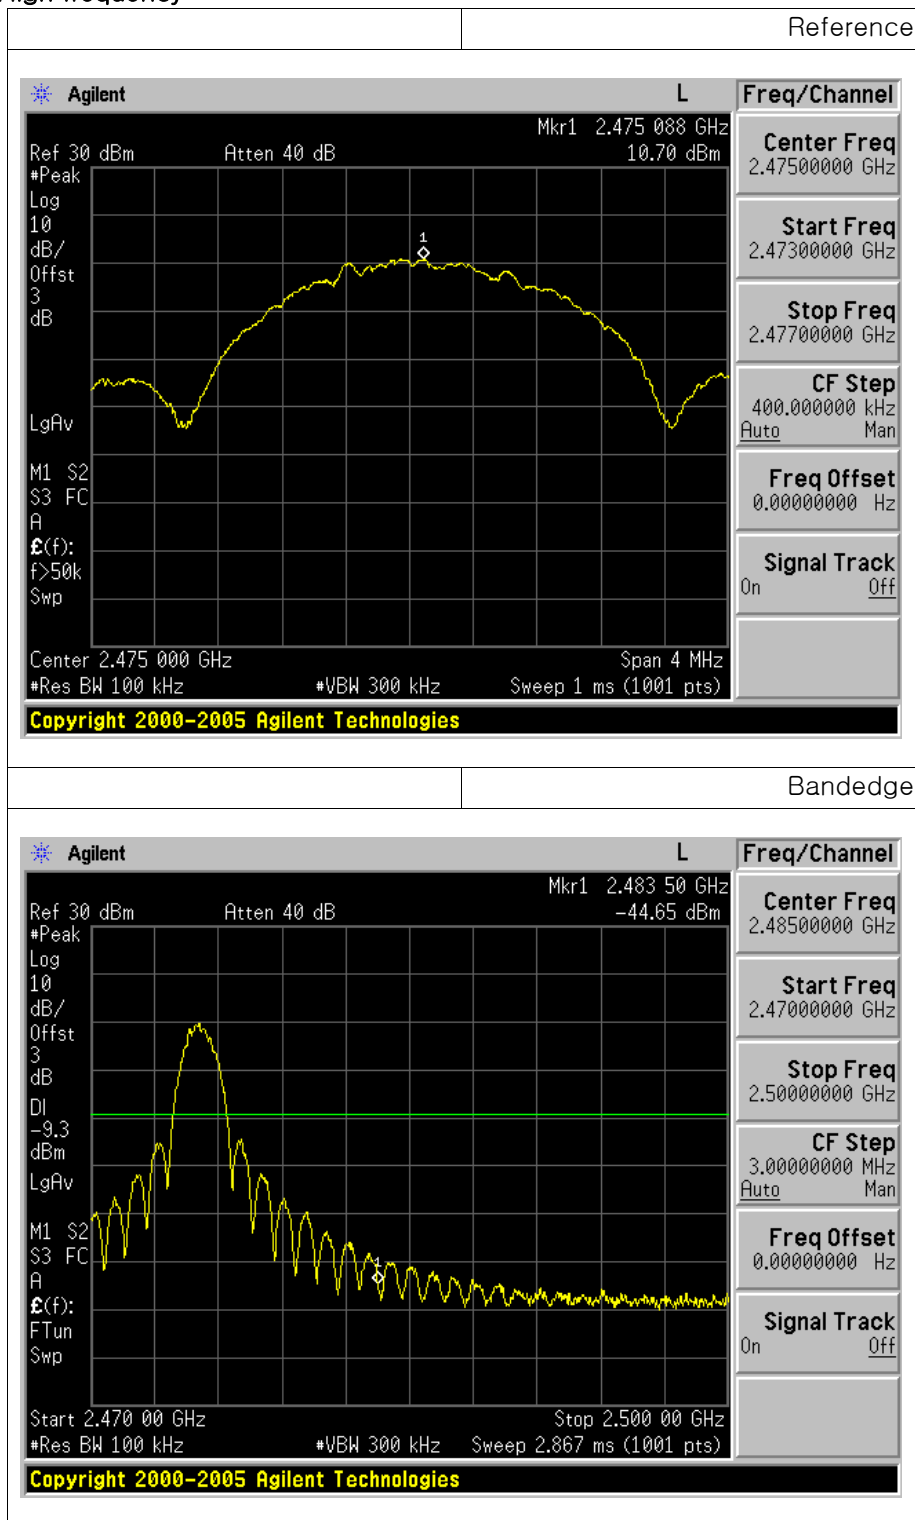 High frequency
Reference
Agilent L Freq/Channel
Mkr1 2.475 088 GHz
Ref 30 dBm Atten 40 dB 10.70 dBm
#Peak
Log
10
dB/
Offst
3
dB
LgAv
M1 S2
S3 FC
A
£(f):
f>50k
Swp
1
Center 2.475 000 GHz Span 4 MHz
#Res BW 100 kHz #VBW 300 kHz Sweep 1 ms (1001 pts)
Copyright 2000-2005 Agilent Technologies
Center Freq
2.47500000 GHz
Start Freq
2.47300000 GHz
Stop Freq
2.47700000 GHz
CF Step
400.000000 kHz
Auto Man
Freq Offset
0.00000000 Hz
Signal Track
On Off
Bandedge
Agilent L Freq/Channel
Mkr1 2.483 50 GHz
Ref 30 dBm Atten 40 dB -44.65 dBm
#Peak
Log
10
dB/
Offst
3
dB
DI
-9.3
dBm
LgAv
M1 S2
S3 FC
A
£(f):
FTun
Swp
1
Start 2.470 00 GHz Stop 2.500 00 GHz
#Res BW 100 kHz #VBW 300 kHz Sweep 2.867 ms (1001 pts)
Copyright 2000-2005 Agilent Technologies
Center Freq
2.48500000 GHz
Start Freq
2.47000000 GHz
Stop Freq
2.50000000 GHz
CF Step
3.00000000 MHz
Auto Man
Freq Offset
0.00000000 Hz
Signal Track
On Off